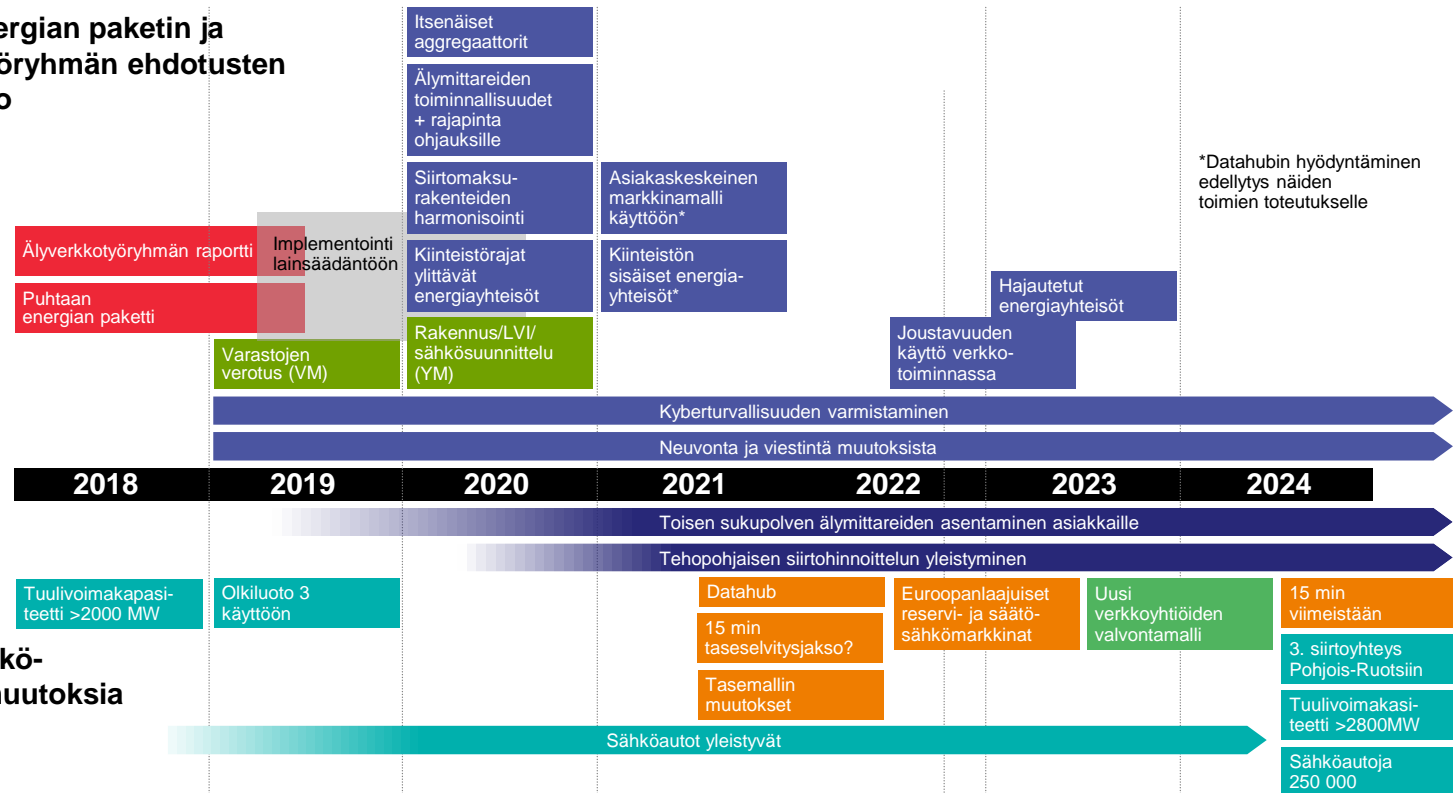 ergian paketin ja
öryhmän ehdotusten
o
Itsenäiset
aggregaattorit
Älymittareiden
toiminnallisuudet
+ rajapinta
ohjauksille
Siirtomaksu-
rakenteiden
harmonisointi
Asiakaskeskeinen
markkinamalli
käyttöön*
*Datahubin hyödyntäminen
edellytys näiden
toimien toteutukselle
Älyverkkotyöryhmän raportti
Implementointi
lainsäädäntöön
Kiinteistörajat
ylittävät
energiayhteisöt
Kiinteistön
sisäiset energia-
yhteisöt*
Puhtaan
energian paketti
Hajautetut
energiayhteisöt
Varastojen
verotus (VM)
Rakennus/LVI/
sähkösuunnittelu
(YM)
Joustavuuden
käyttö verkko-
toiminnassa
Kyberturvallisuuden varmistaminen
Neuvonta ja viestintä muutoksista
2018 2019 2020 2021 2022 2023 2024
Toisen sukupolven älymittareiden asentaminen asiakkaille
Tehopohjaisen siirtohinnoittelun yleistyminen
Tuulivoimakapasi-
teetti >2000 MW
Olkiluoto 3
käyttöön
Datahub
15 min
taseselvitysjakso?
Tasemallin
muutokset
Euroopanlaajuiset
reservi- ja säätö-
sähkömarkkinat
Uusi
verkkoyhtiöiden
valvontamalli
15 min
viimeistään
3. siirtoyhteys
Pohjois-Ruotsiin
Tuulivoimakasi-
teetti >2800MW
Sähköautoja
250 000
kö-
muutoksia
Sähköautot yleistyvät